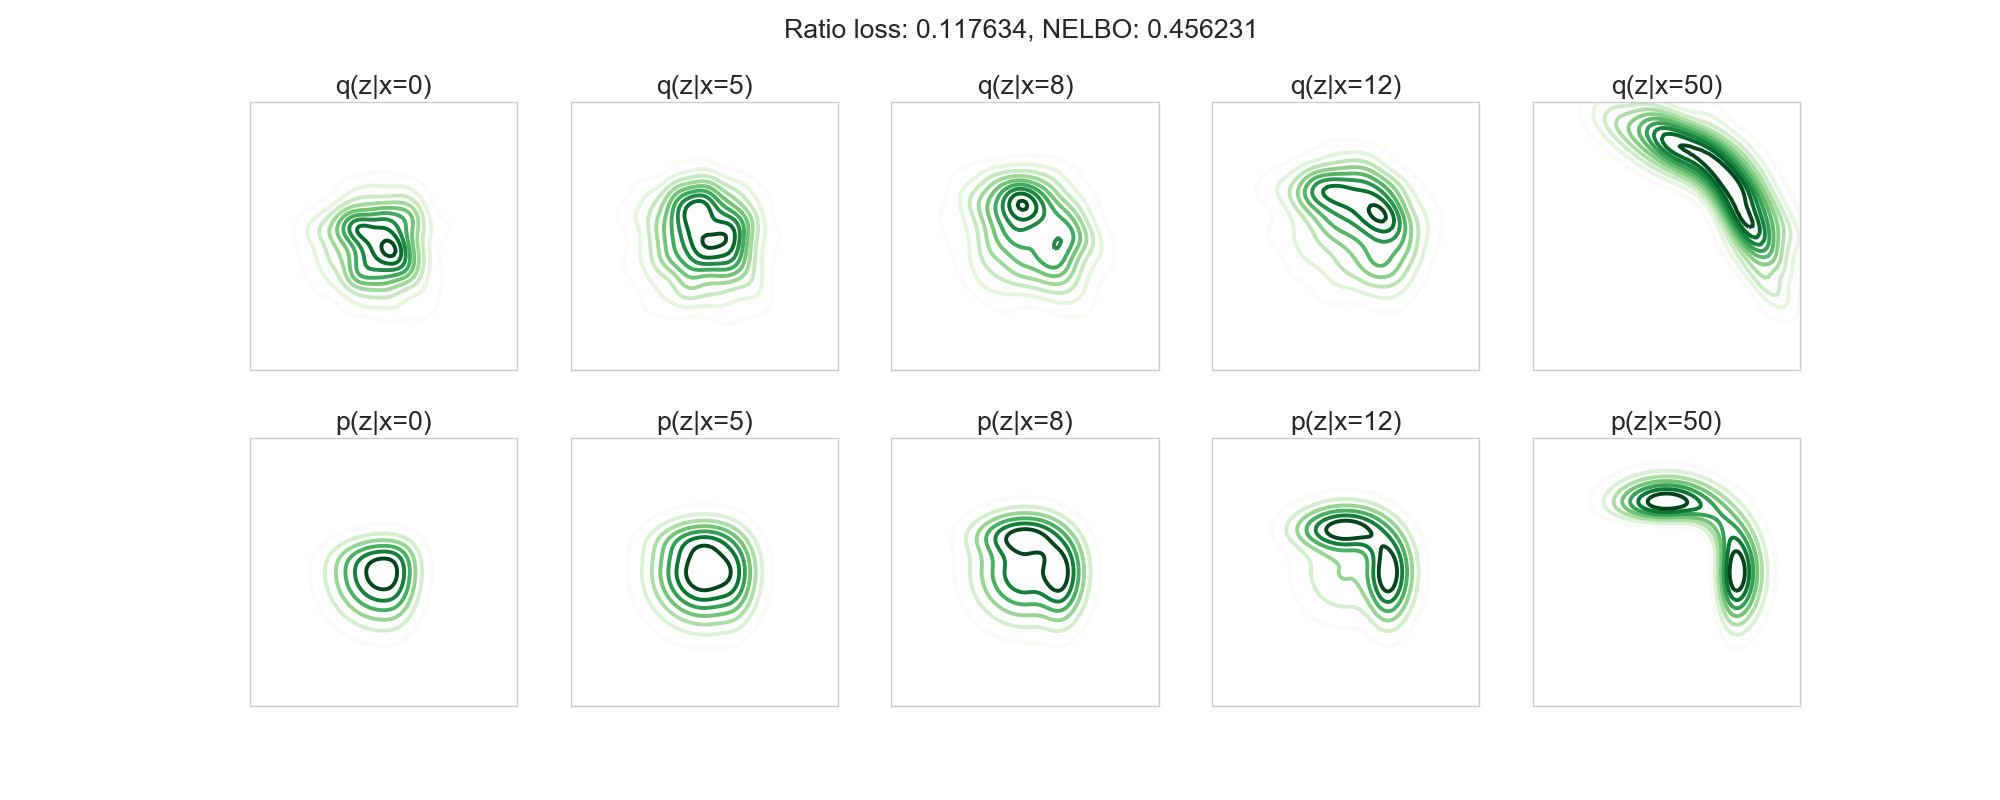 Ratio loss: 0.117634, NELBO: 0.456231
q(z|x=0) q(z|x=5) q(z|x=8) q(z|x=12) q(z|x=50)
p(z|x=0) p(z|x=5) p(z|x=8) p(z|x=12) p(z|x=50)